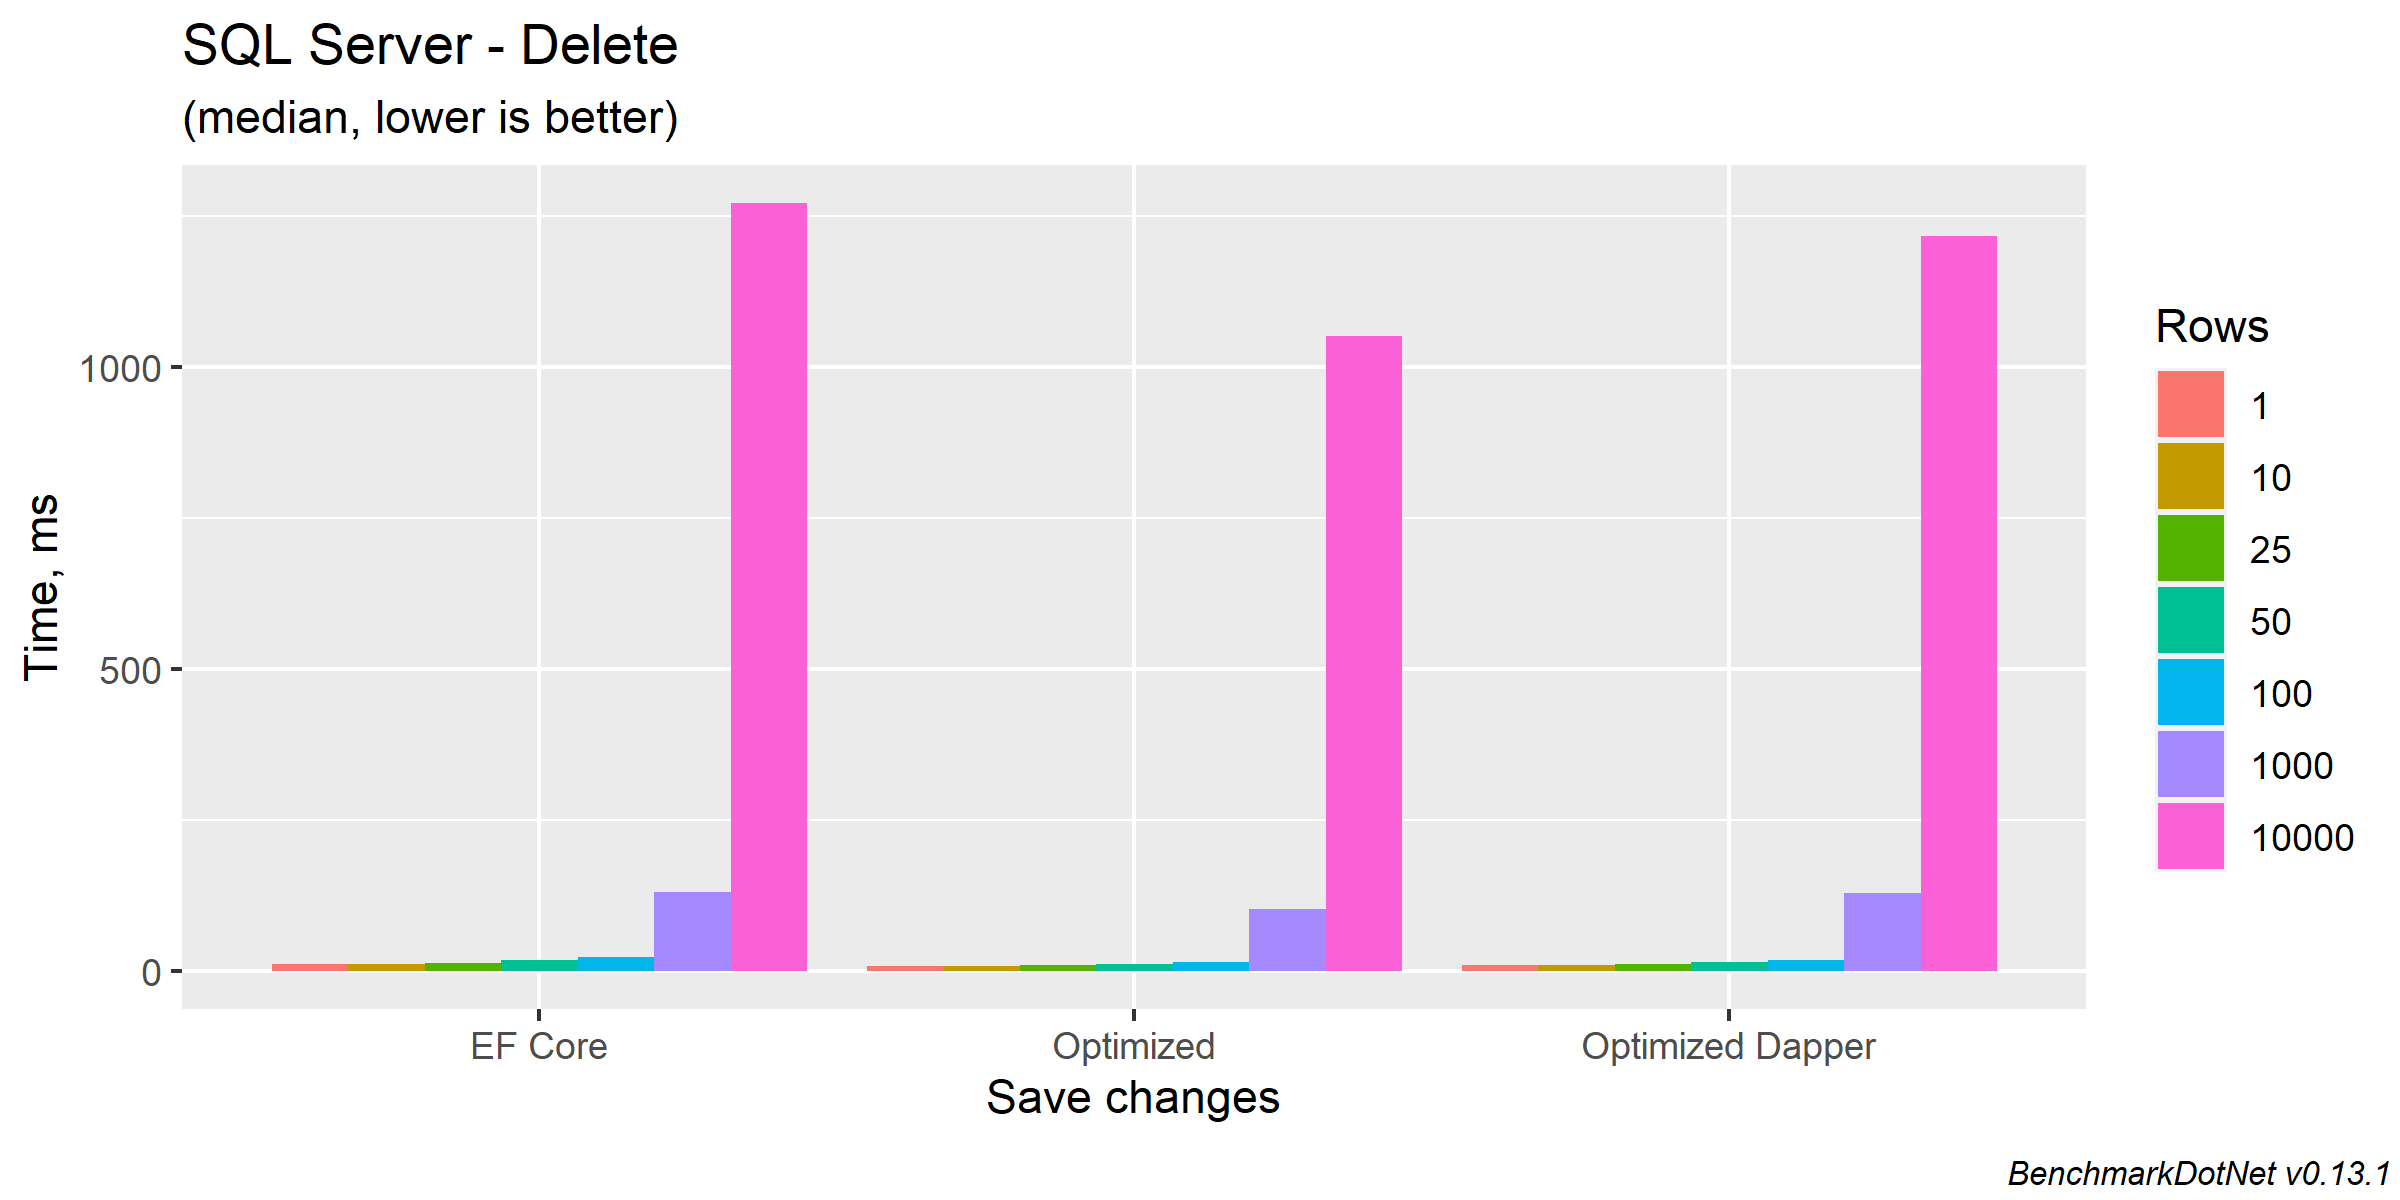 SQL Server - Delete
(median, lower is better)
Time, ms
1000
500
0
EF Core
Optimized
Optimized Dapper
Save changes
Rows
1
10
25
50
100
1000
10000
BenchmarkDotNet v0.13.1